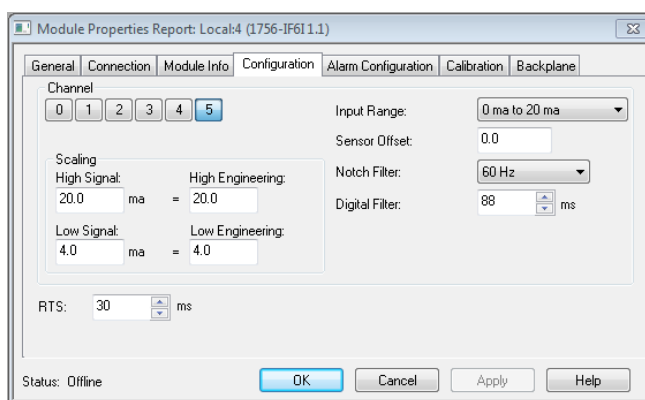 Module Properties Report: Local:4 (1756-IF6I 1.1)
General Connection Module Info Configuration Alarm Configuration Calibration Backplane
Channel
0 1 2 3 4 5
Input Range: 0 ma to 20 ma
Sensor Offset: 0.0
Scaling
High Signal: High Engineering:
20.0 ma = 20.0
Low Signal: Low Engineering:
4.0 ma = 4.0
Notch Filter: 60 Hz
Digital Filter: 88 ms
RTS: 30 ms
Status: Offline
OK Cancel Apply Help